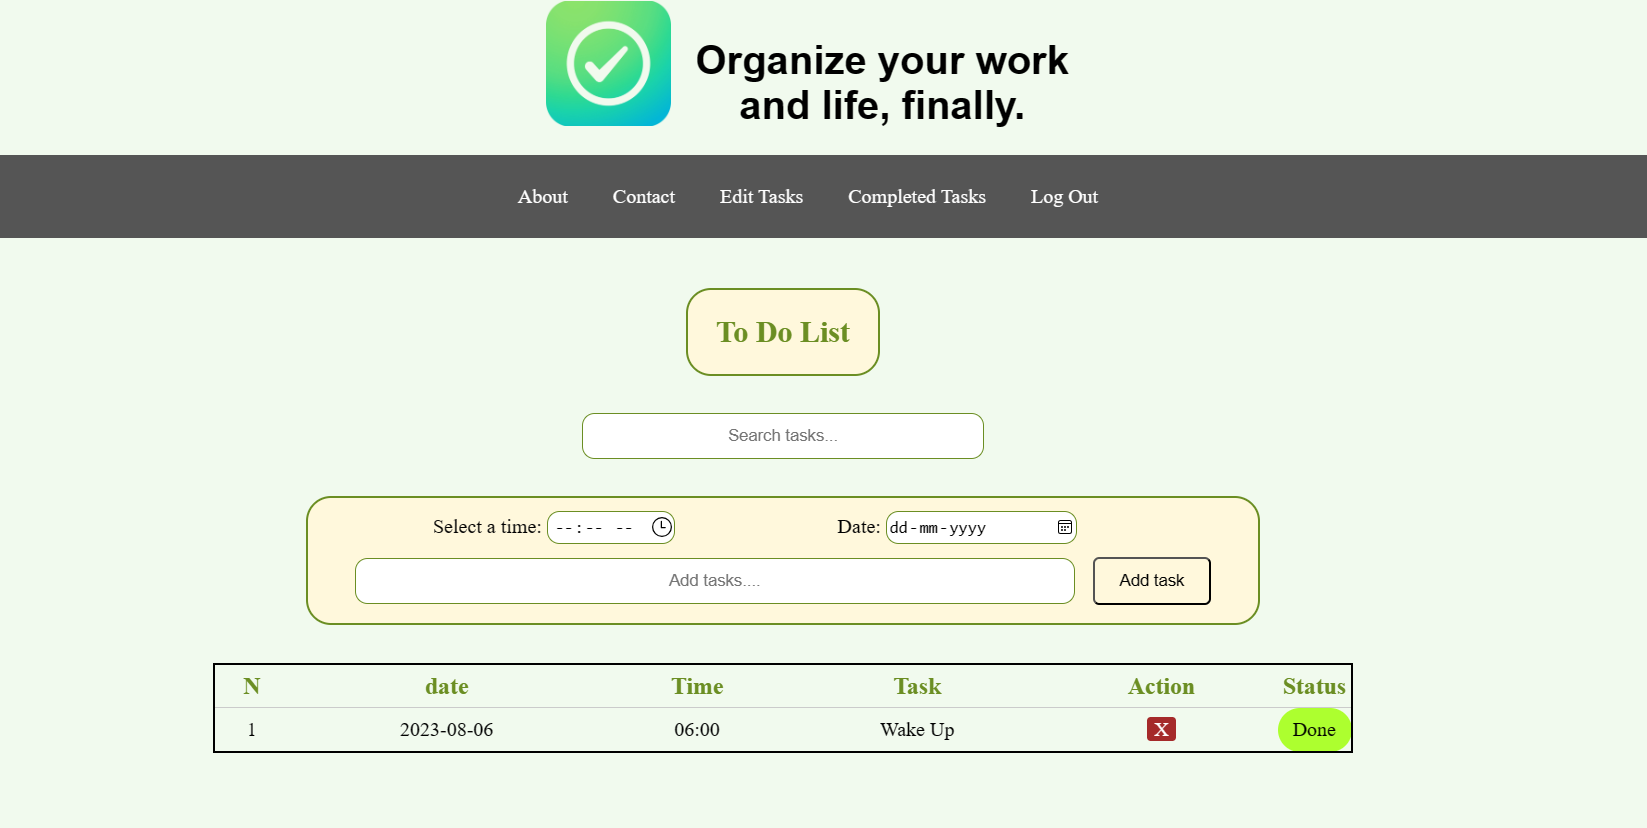 Organize your work
and life, finally.
About Contact Edit Tasks Completed Tasks Log Out
To Do List
Search tasks...
Select a time: --:-- -- Date: dd-mm-yyyy
Add tasks.... Add task
N date Time Task Action Status
1 2023-08-06 06:00 Wake Up X Done